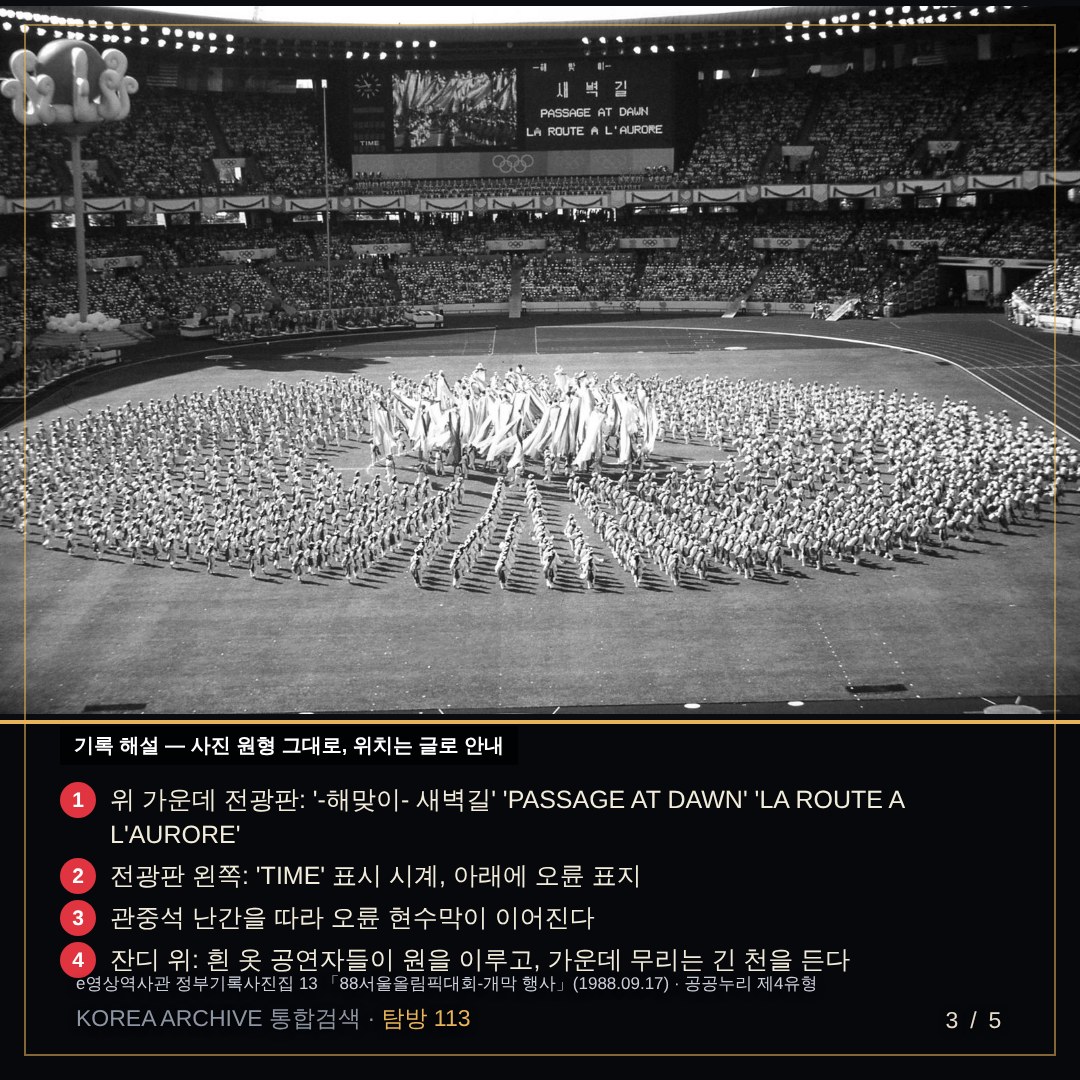 -해맞이-
새벽길
PASSAGE AT DAWN
LA ROUTE A L'AURORE
TIME
기록 해설 — 사진 원형 그대로, 위치는 글로 안내
1 위 가운데 전광판: '-해맞이- 새벽길' 'PASSAGE AT DAWN' 'LA ROUTE A
L'AURORE'
2 전광판 왼쪽: 'TIME' 표시 시계, 아래에 오륜 표지
3 관중석 난간을 따라 오륜 현수막이 이어진다
4 잔디 위: 흰 옷 공연자들이 원을 이루고, 가운데 무리는 긴 천을 든다
e영상역사관 정부기록사진집 13 「88서울올림픽대회-개막 행사」(1988.09.17) · 공공누리 제4유형
KOREA ARCHIVE 통합검색 · 탐방 113
3 / 5